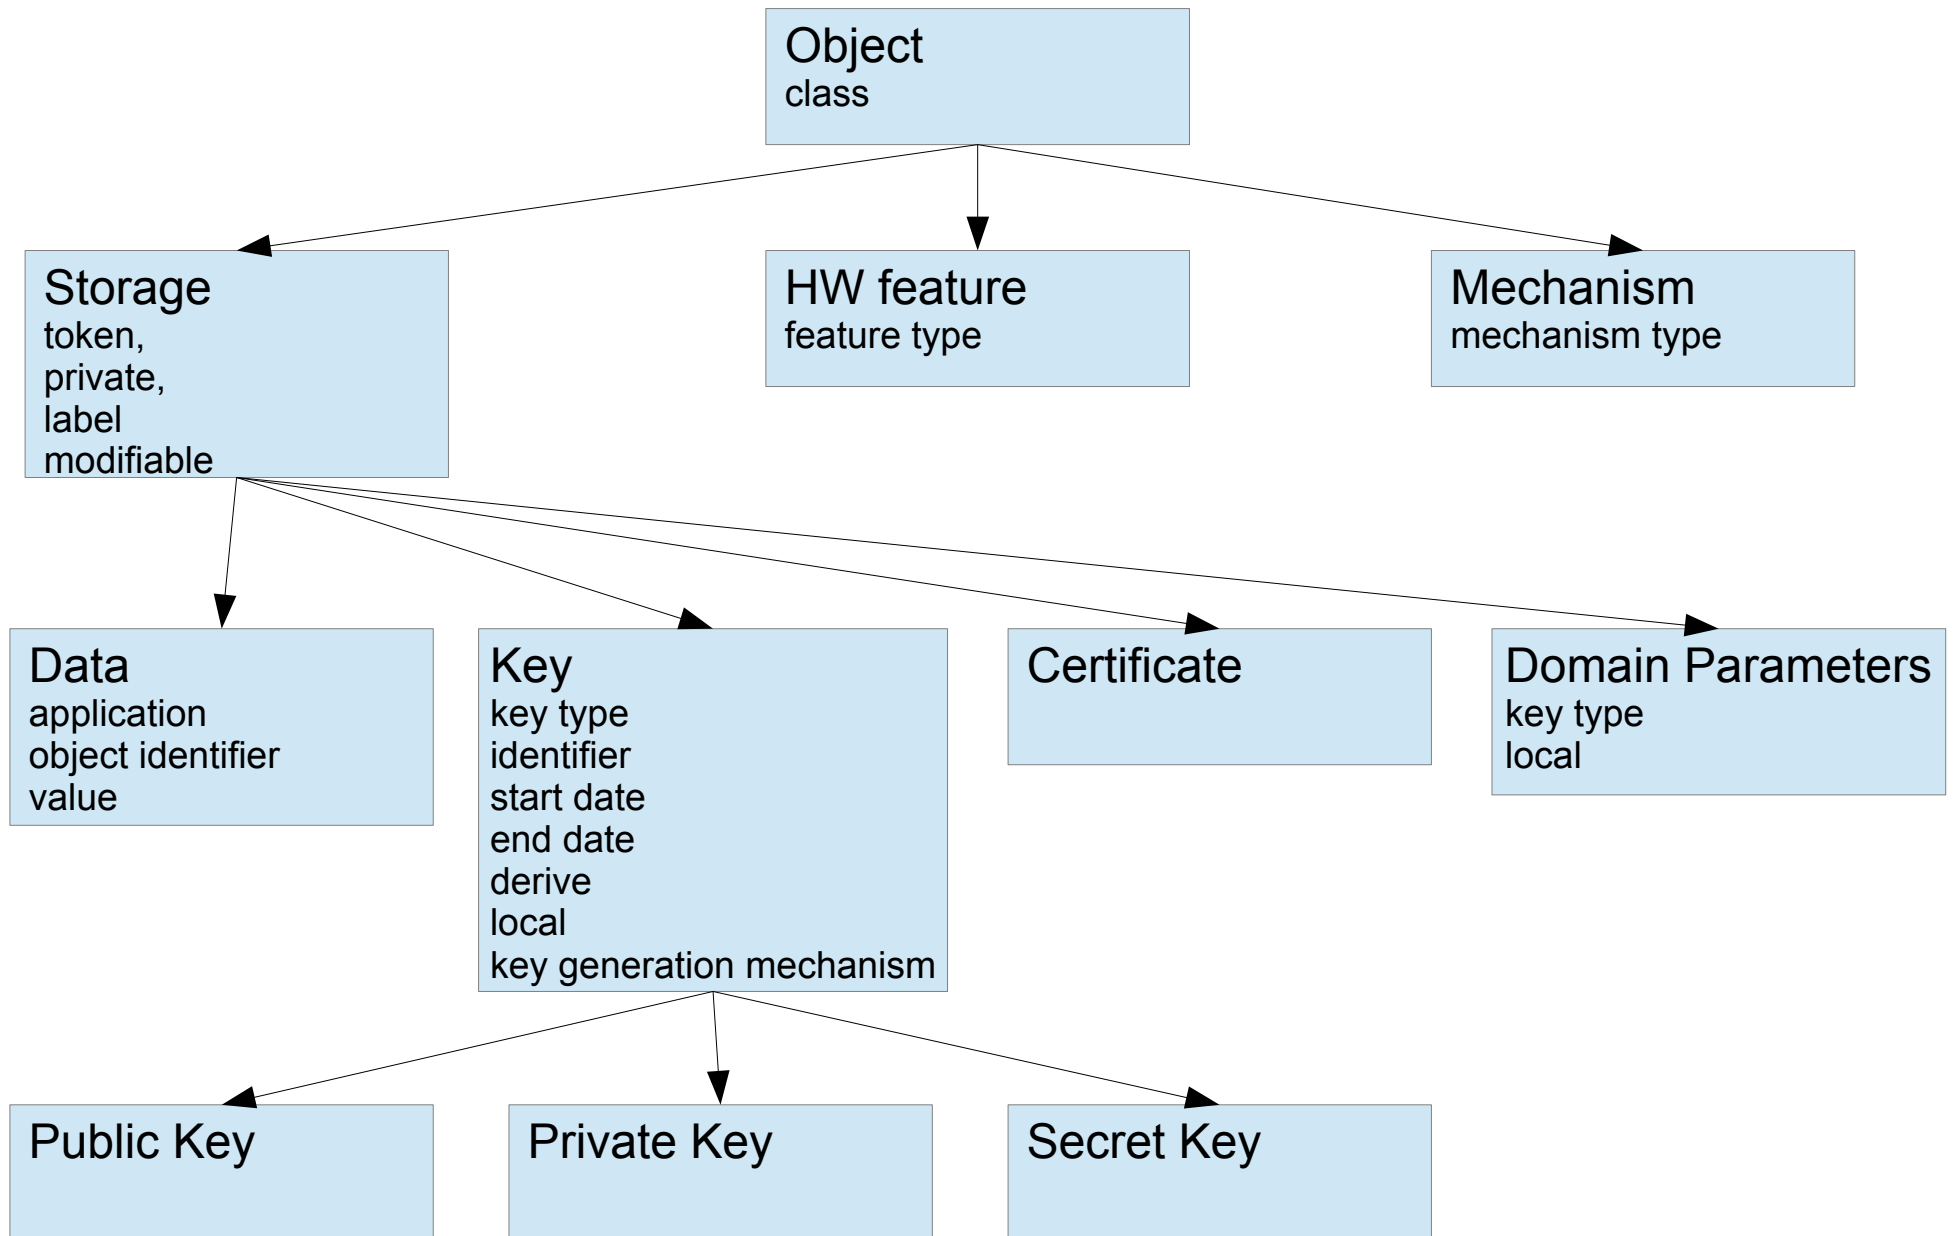 Object
class
Storage
token,
private,
label
modifiable
HW feature
feature type
Mechanism
mechanism type
Data
application
object identifier
value
Key
key type
identifier
start date
end date
derive
local
key generation mechanism
Certificate
Domain Parameters
key type
local
Public Key
Private Key
Secret Key